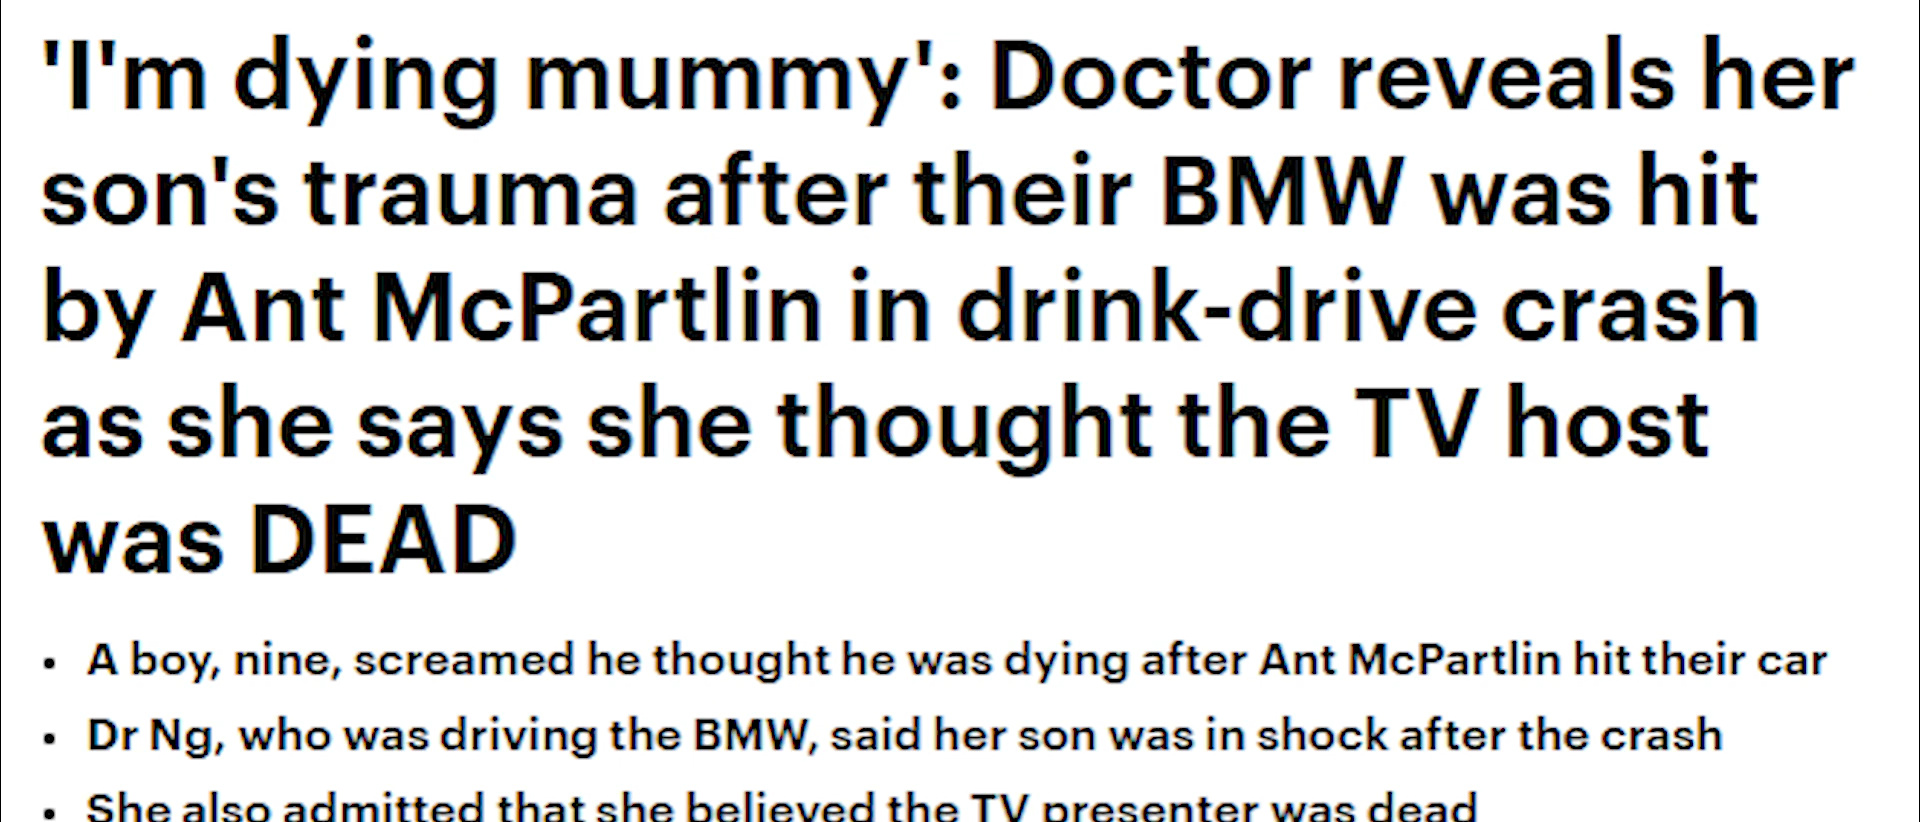 'I'm dying mummy': Doctor reveals her
son's trauma after their BMW was hit
by Ant McPartlin in drink-drive crash
as she says she thought the TV host
was DEAD
• A boy, nine, screamed he thought he was dying after Ant McPartlin hit their car
• Dr Ng, who was driving the BMW, said her son was in shock after the crash
• She also admitted that she believed the TV presenter was dead